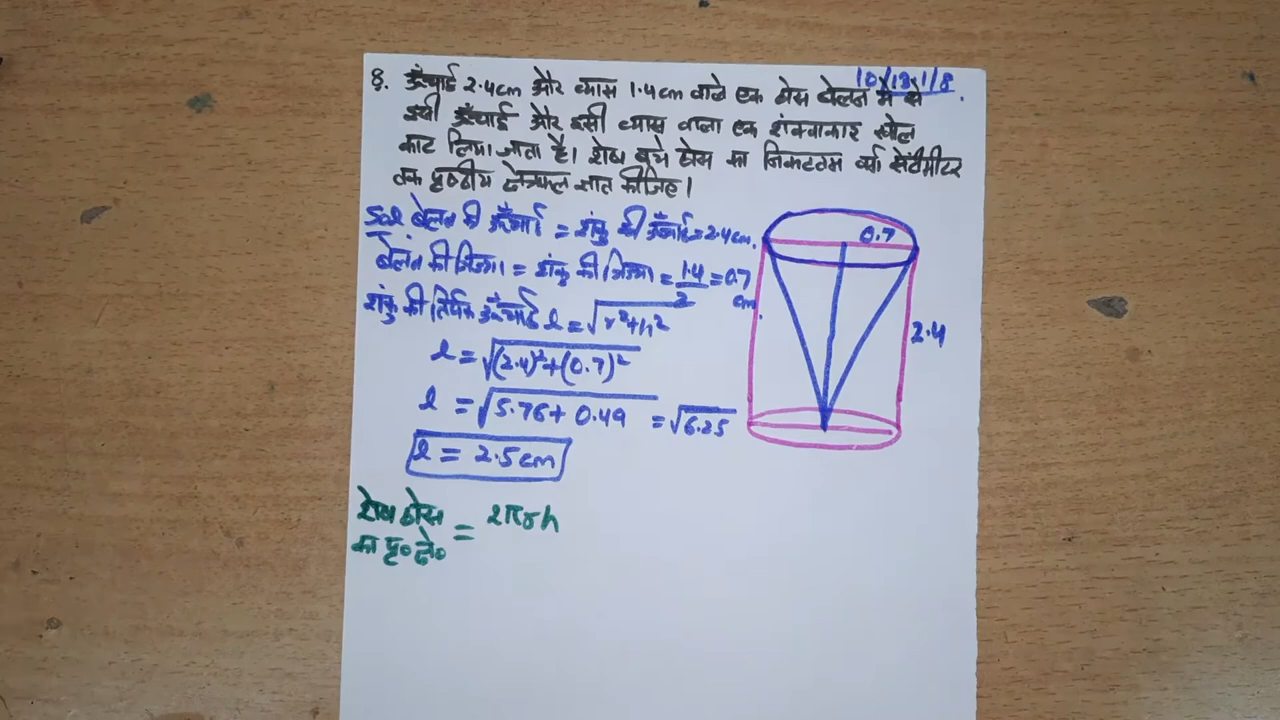 10/13.1/8.
8. ऊँचाई 2.4cm और व्यास 1.4cm वाले एक ठोस बेलन में से
इसी ऊँचाई और इसी व्यास वाला एक शंक्वाकार खोल
काट लिया जाता है। शेष बचे ठोस का निकटतम वर्ग सेंटीमीटर
तक पृष्ठीय क्षेत्रफल ज्ञात कीजिए।
Sol बेलन की ऊँचाई = शंकु की ऊँचाई = 2.4cm.
बेलन की त्रिज्या = शंकु की त्रिज्या = 1.4/2 = 0.7 cm.
शंकु की तिर्यक ऊँचाई l = √r²+h²
l = √(2.4)²+(0.7)²
l = √5.76+0.49 = √6.25
l = 2.5cm
शेष ठोस
का पृ० क्षे० = 2πrh
0.7
2.4